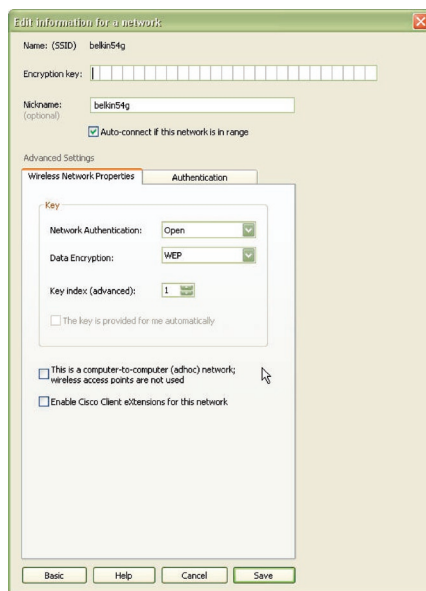 Edit information for a network
Name: (SSID) belkin54g
Encryption key:
Nickname: belkin54g
(optional)
Auto-connect if this network is in range
Advanced Settings
Wireless Network Properties Authentication
Key
Network Authentication: Open
Data Encryption: WEP
Key index (advanced): 1
The key is provided for me automatically
This is a computer-to-computer (adhoc) network;
wireless access points are not used
Enable Cisco Client eXtensions for this network
Basic Help Cancel Save